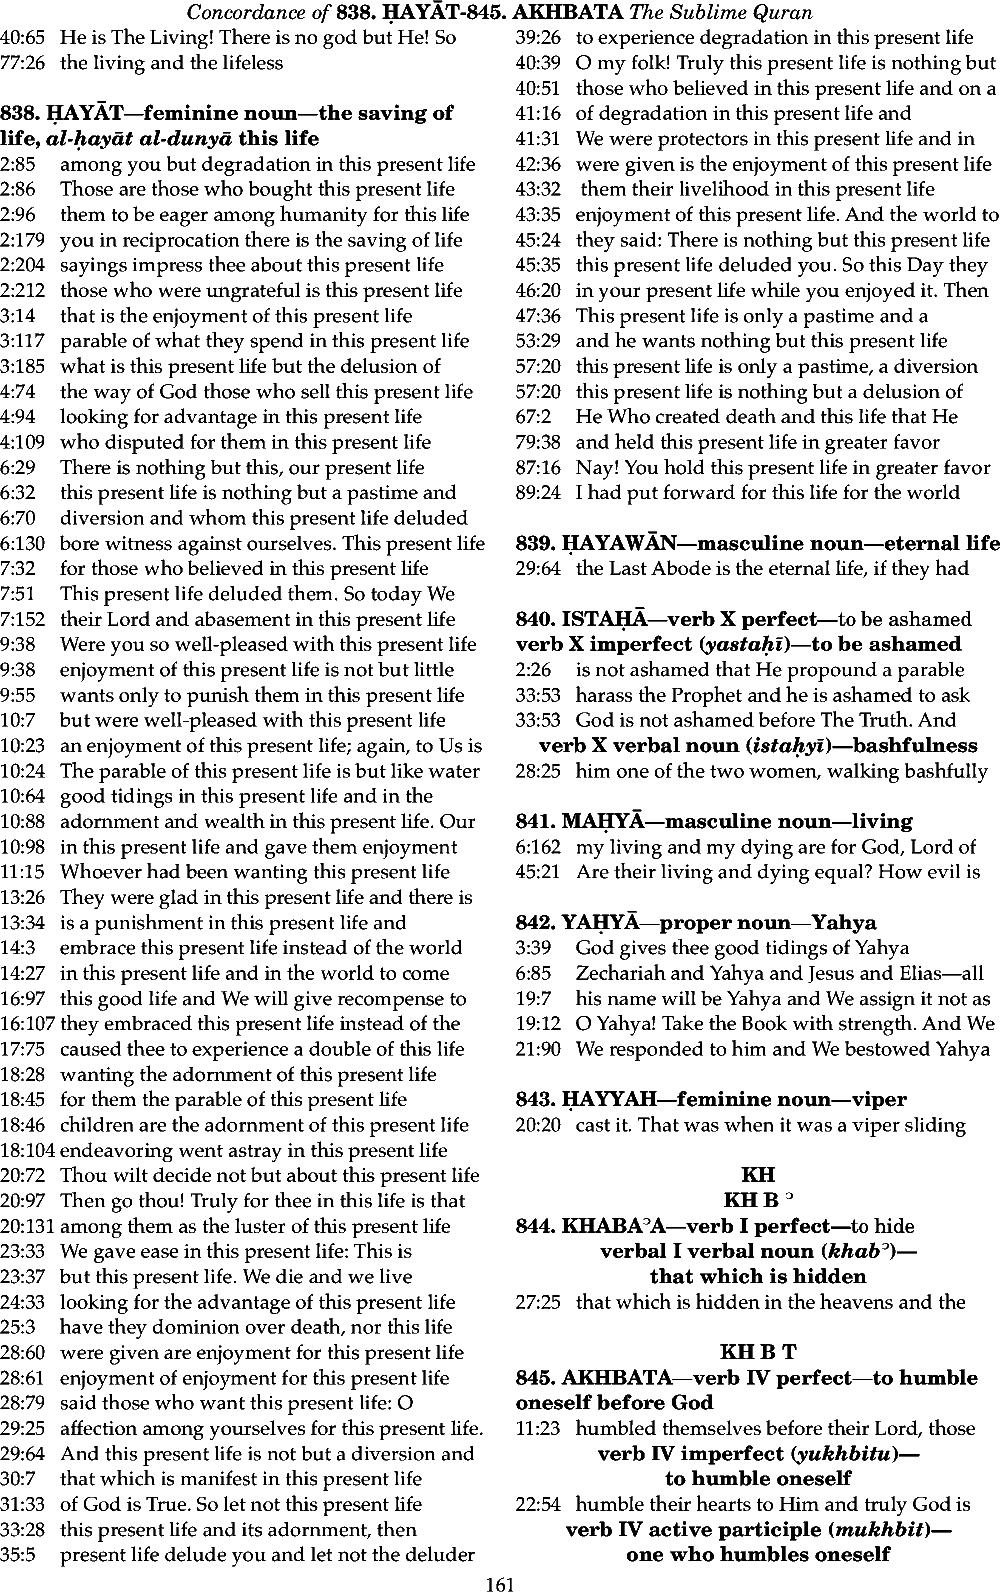 Concordance of 838. ḤAYĀT-845. AKHBATA The Sublime Quran
40:65 He is The Living! There is no god but He! So
77:26 the living and the lifeless
838. ḤAYĀT—feminine noun—the saving of
life, al-ḥayāt al-dunyā this life
2:85 among you but degradation in this present life
2:86 Those are those who bought this present life
2:96 them to be eager among humanity for this life
2:179 you in reciprocation there is the saving of life
2:204 sayings impress thee about this present life
2:212 those who were ungrateful is this present life
3:14 that is the enjoyment of this present life
3:117 parable of what they spend in this present life
3:185 what is this present life but the delusion of
4:74 the way of God those who sell this present life
4:94 looking for advantage in this present life
4:109 who disputed for them in this present life
6:29 There is nothing but this, our present life
6:32 this present life is nothing but a pastime and
6:70 diversion and whom this present life deluded
6:130 bore witness against ourselves. This present life
7:32 for those who believed in this present life
7:51 This present life deluded them. So today We
7:152 their Lord and abasement in this present life
9:38 Were you so well-pleased with this present life
9:38 enjoyment of this present life is not but little
9:55 wants only to punish them in this present life
10:7 but were well-pleased with this present life
10:23 an enjoyment of this present life; again, to Us is
10:24 The parable of this present life is but like water
10:64 good tidings in this present life and in the
10:88 adornment and wealth in this present life. Our
10:98 in this present life and gave them enjoyment
11:15 Whoever had been wanting this present life
13:26 They were glad in this present life and there is
13:34 is a punishment in this present life and
14:3 embrace this present life instead of the world
14:27 in this present life and in the world to come
16:97 this good life and We will give recompense to
16:107 they embraced this present life instead of the
17:75 caused thee to experience a double of this life
18:28 wanting the adornment of this present life
18:45 for them the parable of this present life
18:46 children are the adornment of this present life
18:104 endeavoring went astray in this present life
20:72 Thou wilt decide not but about this present life
20:97 Then go thou! Truly for thee in this life is that
20:131 among them as the luster of this present life
23:33 We gave ease in this present life: This is
23:37 but this present life. We die and we live
24:33 looking for the advantage of this present life
25:3 have they dominion over death, nor this life
28:60 were given are enjoyment for this present life
28:61 enjoyment of enjoyment for this present life
28:79 said those who want this present life: O
29:25 affection among yourselves for this present life.
29:64 And this present life is not but a diversion and
30:7 that which is manifest in this present life
31:33 of God is True. So let not this present life
33:28 this present life and its adornment, then
35:5 present life delude you and let not the deluder
39:26 to experience degradation in this present life
40:39 O my folk! Truly this present life is nothing but
40:51 those who believed in this present life and on a
41:16 of degradation in this present life and
41:31 We were protectors in this present life and in
42:36 were given is the enjoyment of this present life
43:32 them their livelihood in this present life
43:35 enjoyment of this present life. And the world to
45:24 they said: There is nothing but this present life
45:35 this present life deluded you. So this Day they
46:20 in your present life while you enjoyed it. Then
47:36 This present life is only a pastime and a
53:29 and he wants nothing but this present life
57:20 this present life is only a pastime, a diversion
57:20 this present life is nothing but a delusion of
67:2 He Who created death and this life that He
79:38 and held this present life in greater favor
87:16 Nay! You hold this present life in greater favor
89:24 I had put forward for this life for the world
839. ḤAYAWĀN—masculine noun—eternal life
29:64 the Last Abode is the eternal life, if they had
840. ISTAḤĀ—verb X perfect—to be ashamed
verb X imperfect (yastaḥī)—to be ashamed
2:26 is not ashamed that He propound a parable
33:53 harass the Prophet and he is ashamed to ask
33:53 God is not ashamed before The Truth. And
verb X verbal noun (istaḥyī)—bashfulness
28:25 him one of the two women, walking bashfully
841. MAḤYĀ—masculine noun—living
6:162 my living and my dying are for God, Lord of
45:21 Are their living and dying equal? How evil is
842. YAḤYĀ—proper noun—Yahya
3:39 God gives thee good tidings of Yahya
6:85 Zechariah and Yahya and Jesus and Elias—all
19:7 his name will be Yahya and We assign it not as
19:12 O Yahya! Take the Book with strength. And We
21:90 We responded to him and We bestowed Yahya
843. ḤAYYAH—feminine noun—viper
20:20 cast it. That was when it was a viper sliding
KH
KH B ʾ
844. KHABAʾA—verb I perfect—to hide
verbal I verbal noun (khabʾ)—
that which is hidden
27:25 that which is hidden in the heavens and the
KH B T
845. AKHBATA—verb IV perfect—to humble
oneself before God
11:23 humbled themselves before their Lord, those
verb IV imperfect (yukhbitu)—
to humble oneself
22:54 humble their hearts to Him and truly God is
verb IV active participle (mukhbit)—
one who humbles oneself
161